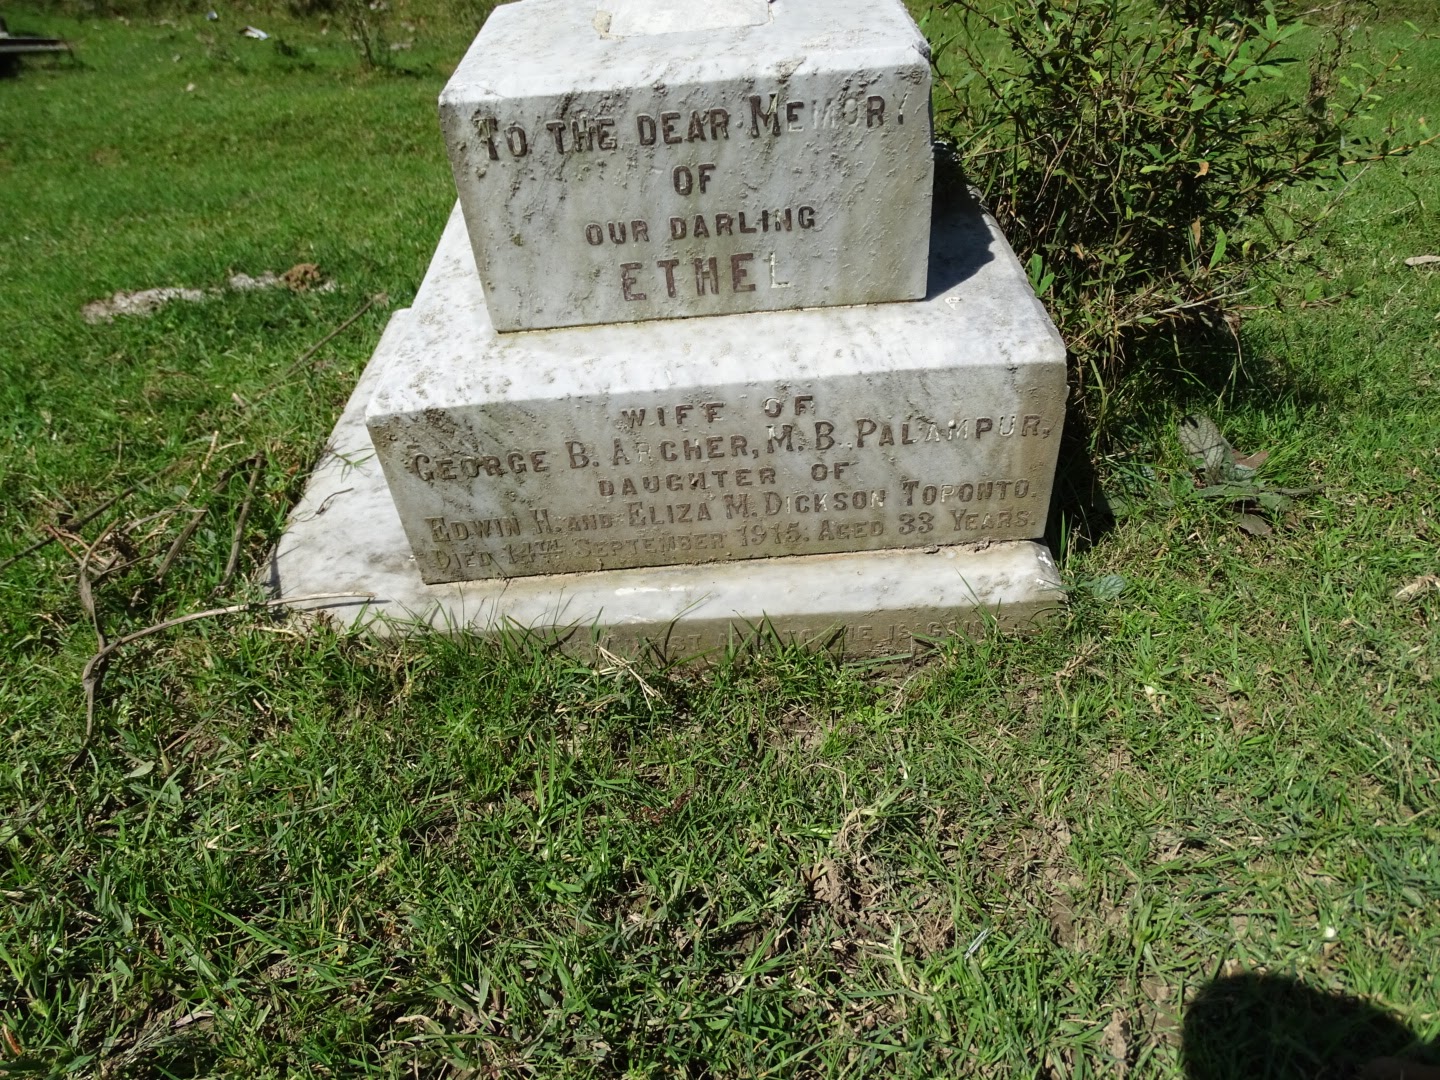 TO THE DEAR MEMORY
OF
OUR DARLING
ETHEL
WIFE OF
GEORGE B. ARCHER, M.B., PALAMPUR,
DAUGHTER OF
EDWIN H. AND ELIZA M. DICKSON TORONTO.
DIED 14TH SEPTEMBER 1915. AGED 33 YEARS.